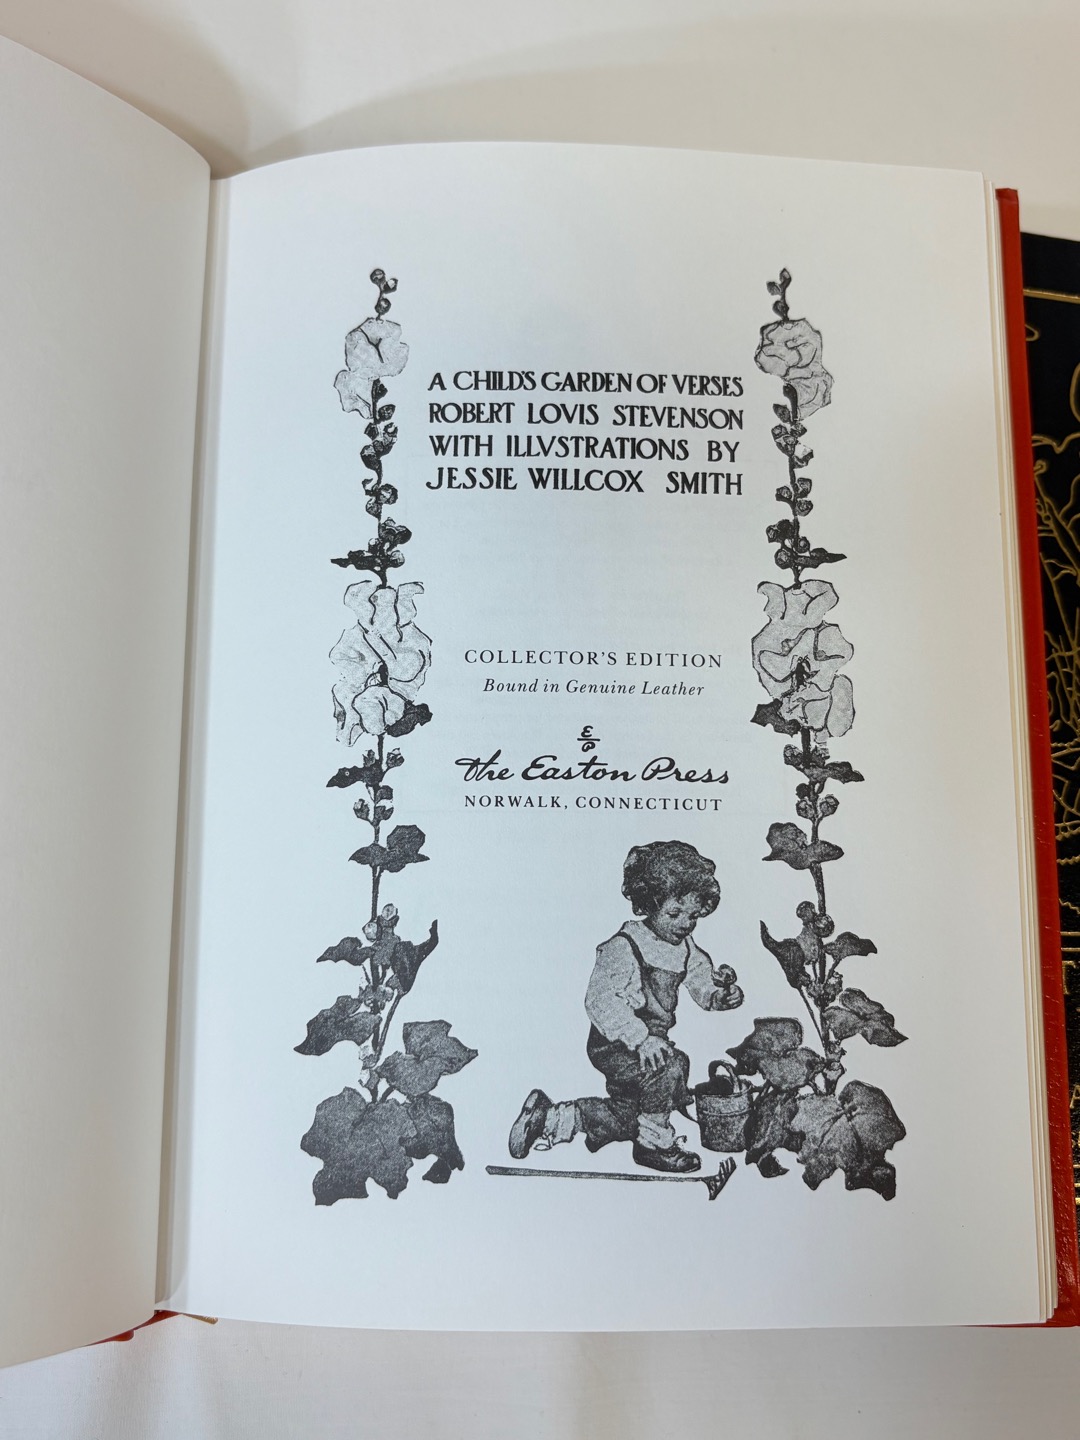 A CHILD'S GARDEN OF VERSES
ROBERT LOVIS STEVENSON
WITH ILLVSTRATIONS BY
JESSIE WILLCOX SMITH
COLLECTOR'S EDITION
Bound in Genuine Leather
E
P
The Easton Press
NORWALK, CONNECTICUT